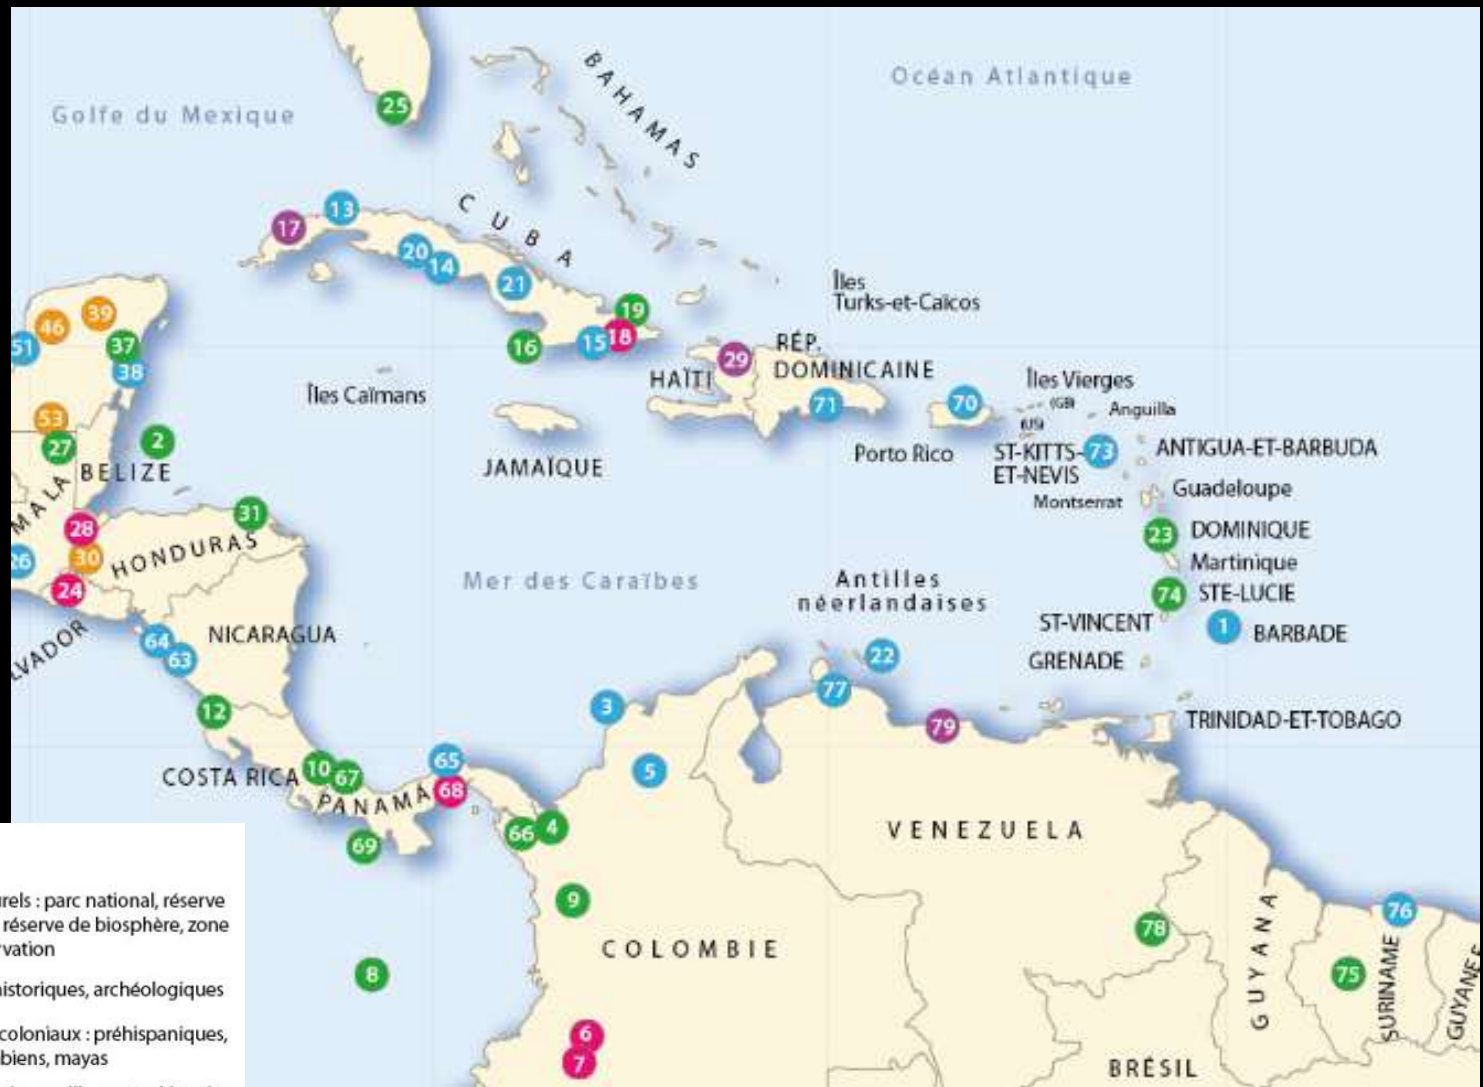 Océan Atlantique
Golfe du Mexique
BAHAMAS
25
CUBA
13
17
20
14
21
19
16
15
18
Îles
Turks-et-Caïcos
46
39
51
37
38
53
27
2
BELIZE
Îles Caïmans
JAMAÏQUE
HAÏTI
29
RÉP.
DOMINICAINE
71
70
Porto Rico
Îles Vierges
(GB)
(US)
Anguilla
ST-KITTS-
ET-NEVIS
73
ANTIGUA-ET-BARBUDA
Montserrat
Guadeloupe
23
DOMINIQUE
Martinique
74
STE-LUCIE
ST-VINCENT
1
BARBADE
GRENADE
TRINIDAD-ET-TOBAGO
MALA
28
30
26
24
31
HONDURAS
LVADOR
64
63
NICARAGUA
Mer des Caraïbes
Antilles
néerlandaises
22
77
79
3
5
12
COSTA RICA
10
67
PANAMÁ
65
68
69
66
4
9
8
COLOMBIE
6
7
VENEZUELA
78
GUYANA
76
75
SURINAME
GUYANE
BRÉSIL
urels : parc national, réserve
réserve de biosphère, zone
rvation
historiques, archéologiques
coloniaux : préhispaniques,
biens, mayas